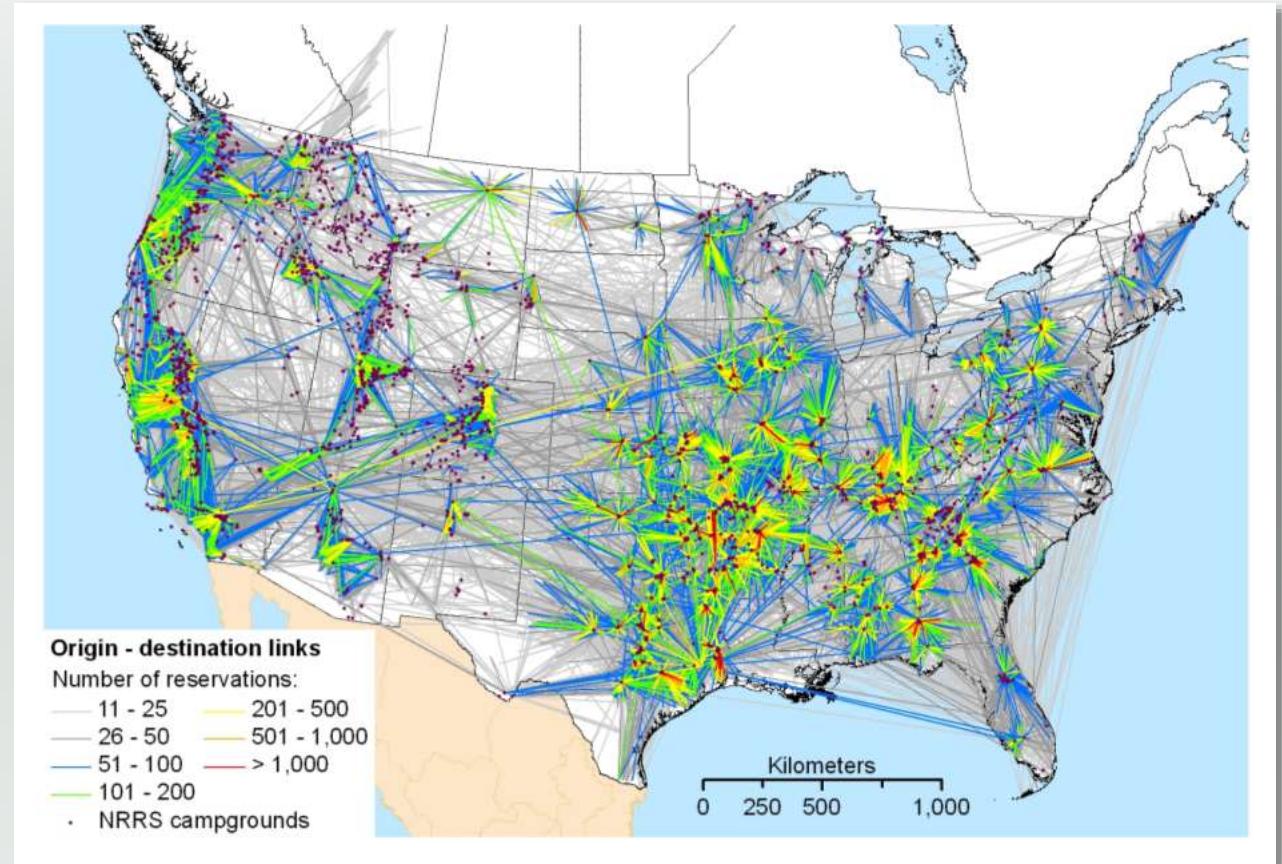 Origin - destination links
Number of reservations:
11 - 25
201 - 500
26 - 50
501 - 1,000
51 - 100
> 1,000
101 - 200
NRRS campgrounds
Kilometers
0 250 500 1,000